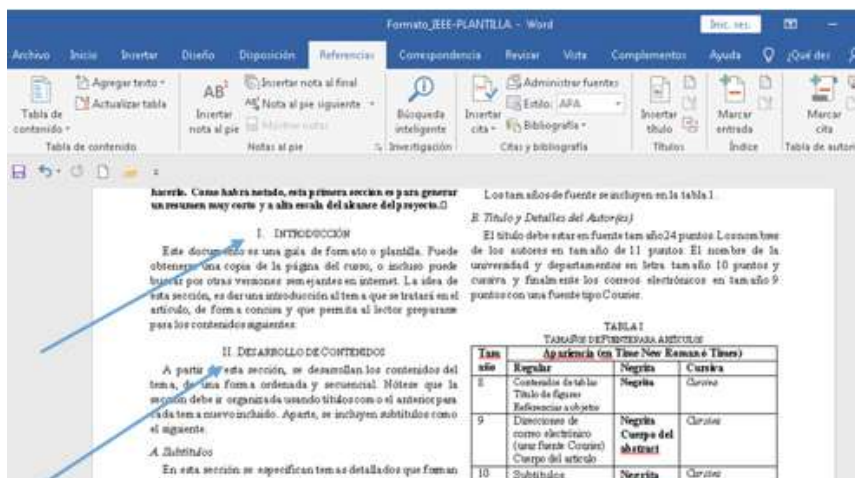 Formato_IEEE-PLANTILLA - Word
Inic. ses.
Archivo Inicio Insertar Diseño Disposición Referencias Correspondencia Revisar Vista Complementos Ayuda ¿Qué des
Tabla de contenido
Agregar texto
Actualizar tabla
Tabla de contenido
AB¹
Insertar nota al pie
Insertar nota al final
Nota al pie siguiente
Mostrar notas
Notas al pie
Búsqueda inteligente
Investigación
Insertar cita
Administrar fuentes
Estilo: APA
Bibliografía
Citas y bibliografía
Insertar título
Títulos
Marcar entrada
Índice
Marcar cita
Tabla de autori
hacerlo. Como habrá notado, esta primera sección es para generar
un resumen muy corto y a alta escala del alcance del proyecto.
I. INTRODUCCIÓN
Este documento es una guía de formato o plantilla. Puede
obtenerse una copia de la página del curso, o incluso puede
buscar por otras versiones semejantes en internet. La idea de
esta sección, es dar una introducción al tema que se tratará en el
artículo, de forma concisa y que permita al lector prepararse
para los contenidos siguientes.
II. DESARROLLO DE CONTENIDOS
A partir de esta sección, se desarrollan los contenidos del
tema, de una forma ordenada y secuencial. Nótese que la
sección debe ir organizada usando títulos como el anterior para
cada tema nuevo incluido. Aparte, se incluyen subtítulos como
el siguiente:
A. Subtítulos
En esta sección se especifican temas detallados que forman
Los tamaños de fuente se incluyen en la tabla 1.
B. Título y Detalles del Autor(es)
El título debe estar en fuente tamaño 24 puntos. Los nombres
de los autores en tamaño de 11 puntos. El nombre de la
universidad y departamentos en letra tamaño 10 puntos y
cursiva y finalmente los correos electrónicos en tamaño 9
puntos con una fuente tipo Courier.
TABLA I
TAMAÑOS DE FUENTES PARA ARTÍCULOS
Tamaño Apariencia (en Time New Roman ó Times)
Regular Negrita Cursiva
8 Contenidos de tablas Negrita Cursiva
Título de figuras
Referencias a objetos
9 Direcciones de Negrita Cursiva
correo electrónico Cuerpo del
(usar fuente Courier) abstract
Cuerpo del artículo
10 Subtítulos Negrita Cursiva